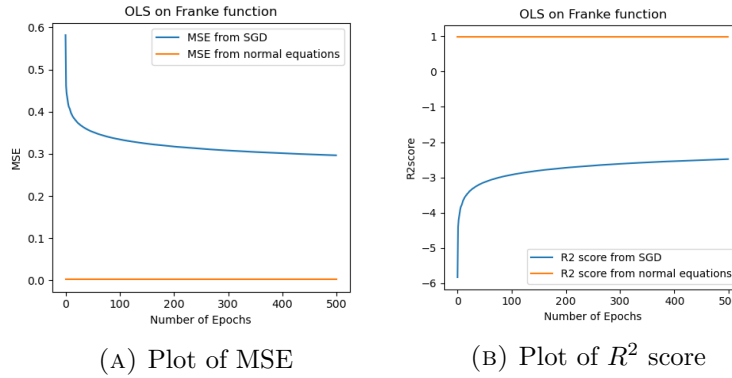 OLS on Franke function
MSE from SGD
MSE from normal equations
0.6
0.5
0.4
0.3
0.2
0.1
0.0
MSE
0
100
200
300
400
500
Number of Epochs
(A) Plot of MSE
OLS on Franke function
1
0
−1
−2
−3
−4
−5
−6
R2score
R2 score from SGD
R2 score from normal equations
0
100
200
300
400
500
Number of Epochs
(B) Plot of R² score